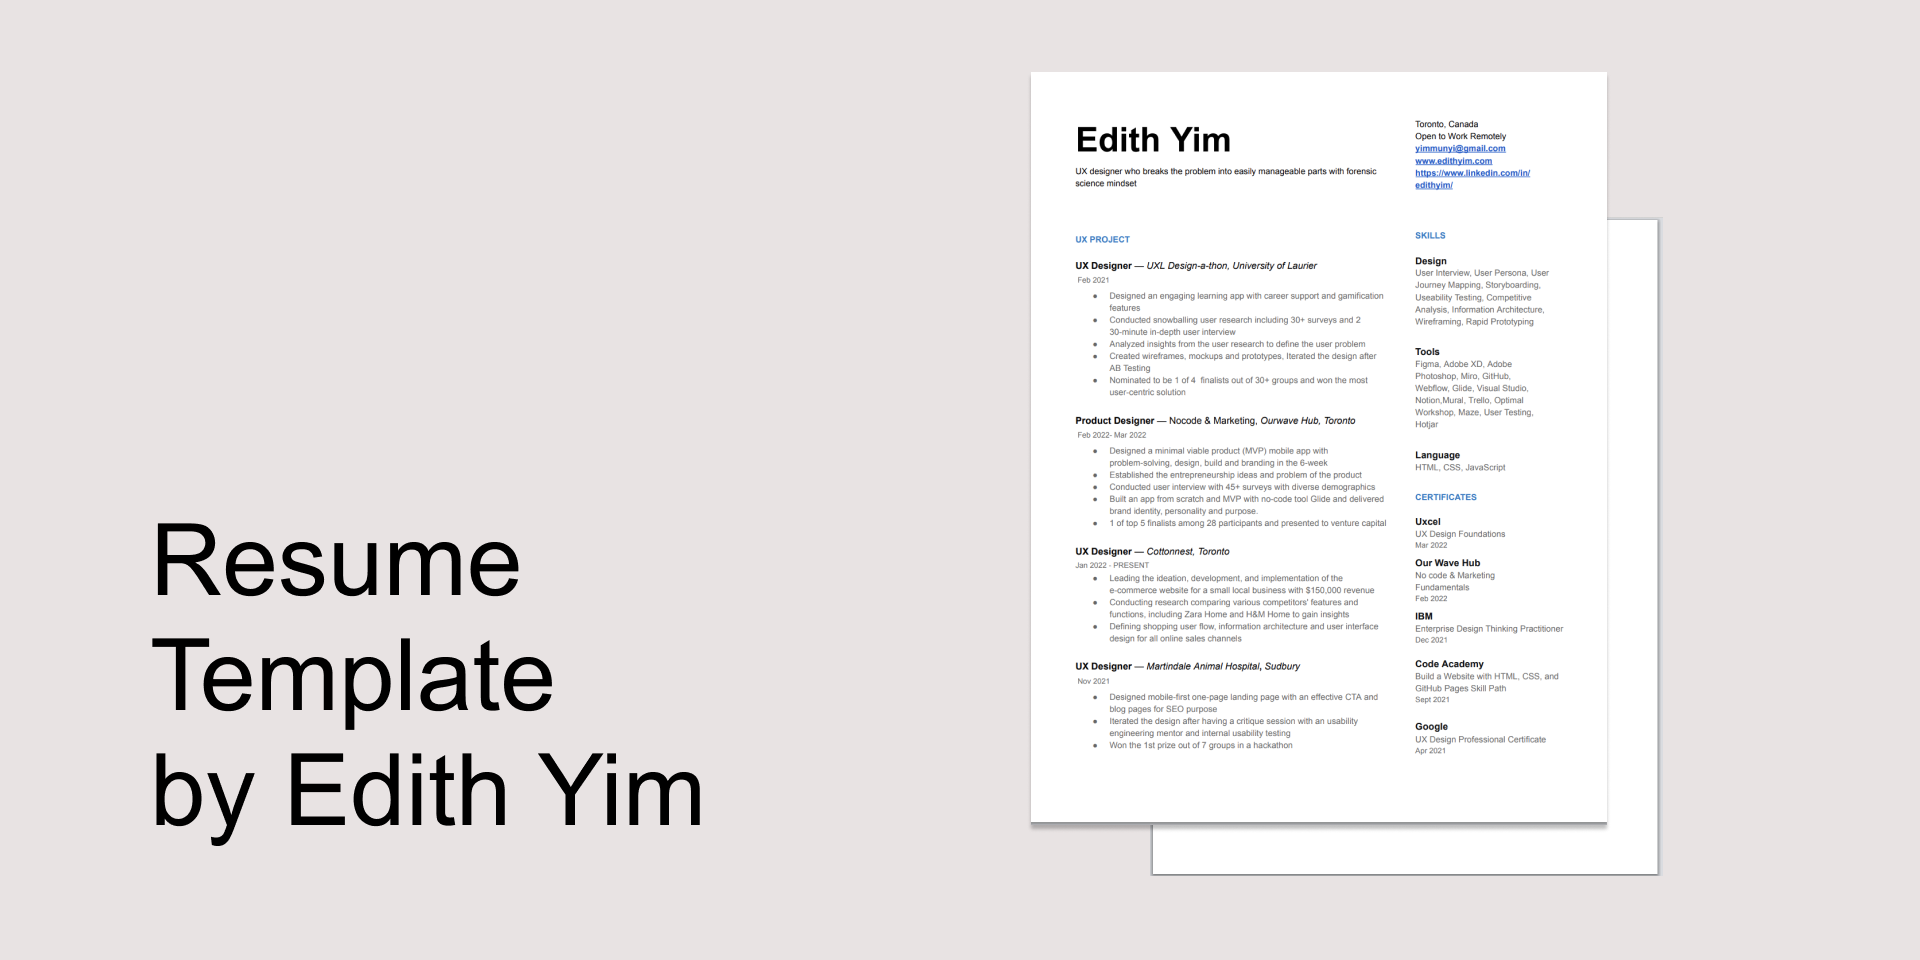 Resume
Template
by Edith Yim
Edith Yim
UX designer who breaks the problem into easily manageable parts with forensic
science mindset
UX PROJECT
UX Designer — UXL Design-a-thon, University of Laurier
Feb 2021
● Designed an engaging learning app with career support and gamification
features
● Conducted snowballing user research including 30+ surveys and 2
30-minute in-depth user interview
● Analyzed insights from the user research to define the user problem
● Created wireframes, mockups and prototypes, Iterated the design after
AB Testing
● Nominated to be 1 of 4  finalists out of 30+ groups and won the most
user-centric solution
Product Designer — Nocode & Marketing, Ourwave Hub, Toronto
Feb 2022- Mar 2022
● Designed a minimal viable product (MVP) mobile app with
problem-solving, design, build and branding in the 6-week
● Established the entrepreneurship ideas and problem of the product
● Conducted user interview with 45+ surveys with diverse demographics
● Built an app from scratch and MVP with no-code tool Glide and delivered
brand identity, personality and purpose.
● 1 of top 5 finalists among 28 participants and presented to venture capital
UX Designer — Cottonnest, Toronto
Jan 2022 - PRESENT
● Leading the ideation, development, and implementation of the
e-commerce website for a small local business with $150,000 revenue
● Conducting research comparing various competitors' features and
functions, including Zara Home and H&M Home to gain insights
● Defining shopping user flow, information architecture and user interface
design for all online sales channels
UX Designer — Martindale Animal Hospital, Sudbury
Nov 2021
● Designed mobile-first one-page landing page with an effective CTA and
blog pages for SEO purpose
● Iterated the design after having a critique session with an usability
engineering mentor and internal usability testing
● Won the 1st prize out of 7 groups in a hackathon
Toronto, Canada
Open to Work Remotely
yimmunyi@gmail.com
www.edithyim.com
https://www.linkedin.com/in/
edithyim/
SKILLS
Design
User Interview, User Persona, User
Journey Mapping, Storyboarding,
Useability Testing, Competitive
Analysis, Information Architecture,
Wireframing, Rapid Prototyping
Tools
Figma, Adobe XD, Adobe
Photoshop, Miro, GitHub,
Webflow, Glide, Visual Studio,
Notion,Mural, Trello, Optimal
Workshop, Maze, User Testing,
Hotjar
Language
HTML, CSS, JavaScript
CERTIFICATES
Uxcel
UX Design Foundations
Mar 2022
Our Wave Hub
No code & Marketing
Fundamentals
Feb 2022
IBM
Enterprise Design Thinking Practitioner
Dec 2021
Code Academy
Build a Website with HTML, CSS, and
GitHub Pages Skill Path
Sept 2021
Google
UX Design Professional Certificate
Apr 2021